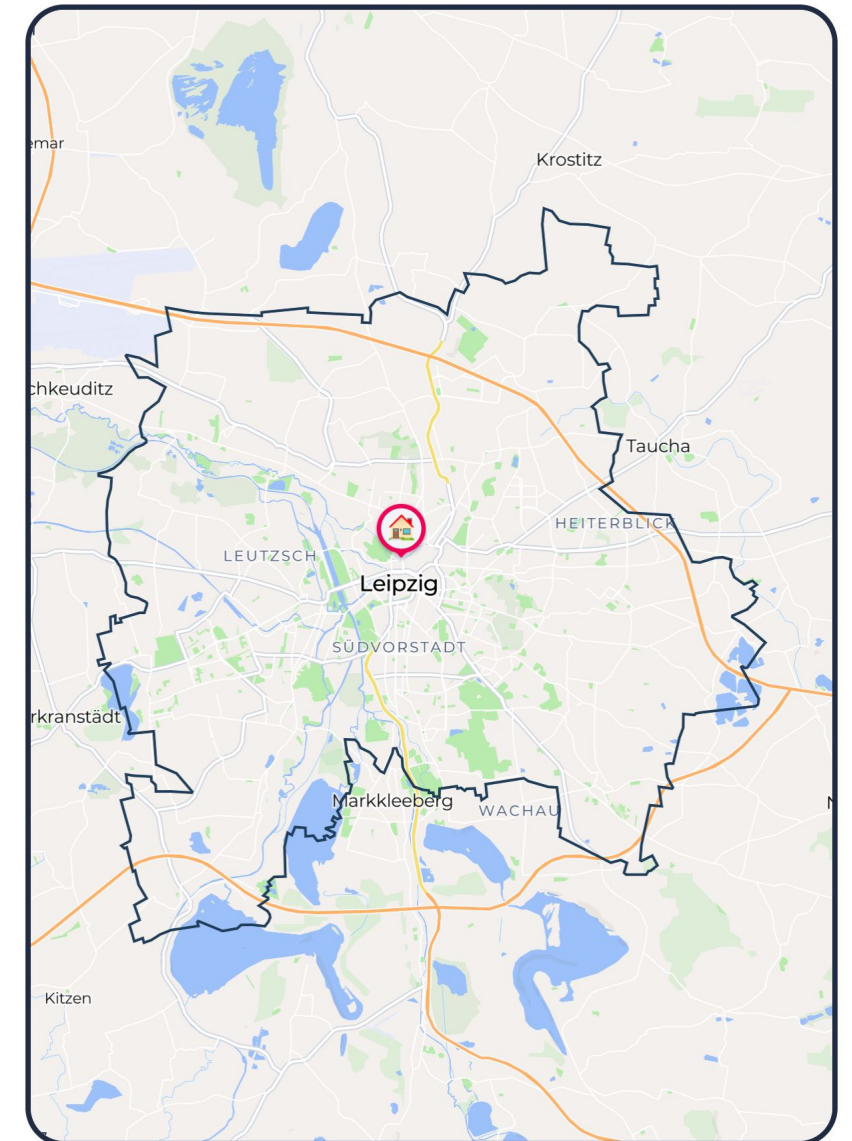 emar
Krostitz
chkeuditz
Taucha
HEITERBLICK
LEUTZSCH
Leipzig
SÜDVORSTADT
rkranstädt
Markkleeberg
WACHAU
Kitzen